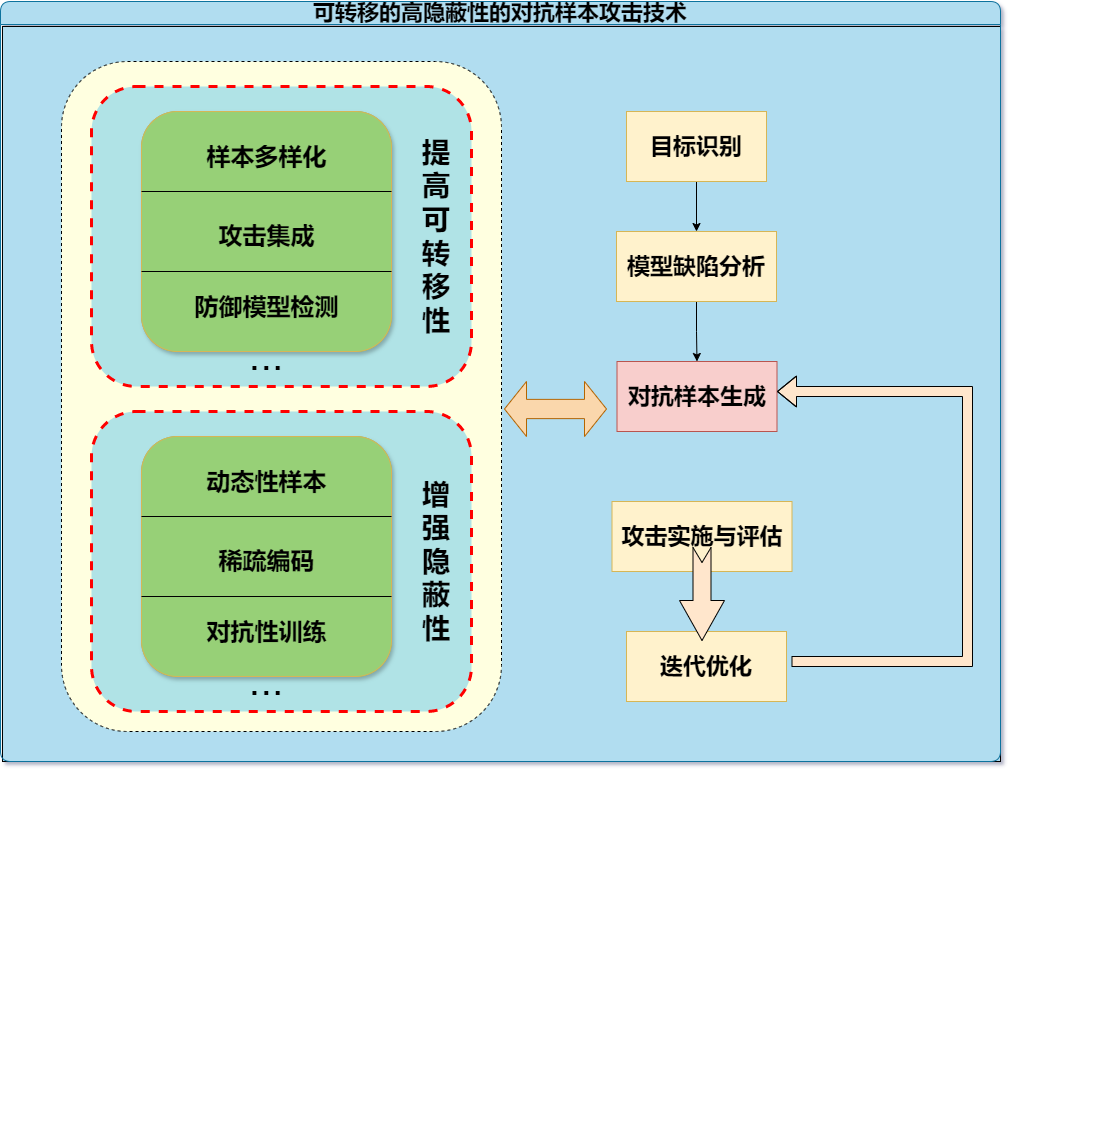 可转移的高隐蔽性的对抗样本攻击技术
样本多样化
攻击集成
防御模型检测
...
提高可转移性
动态性样本
稀疏编码
对抗性训练
...
增强隐蔽性
目标识别
模型缺陷分析
对抗样本生成
攻击实施与评估
迭代优化